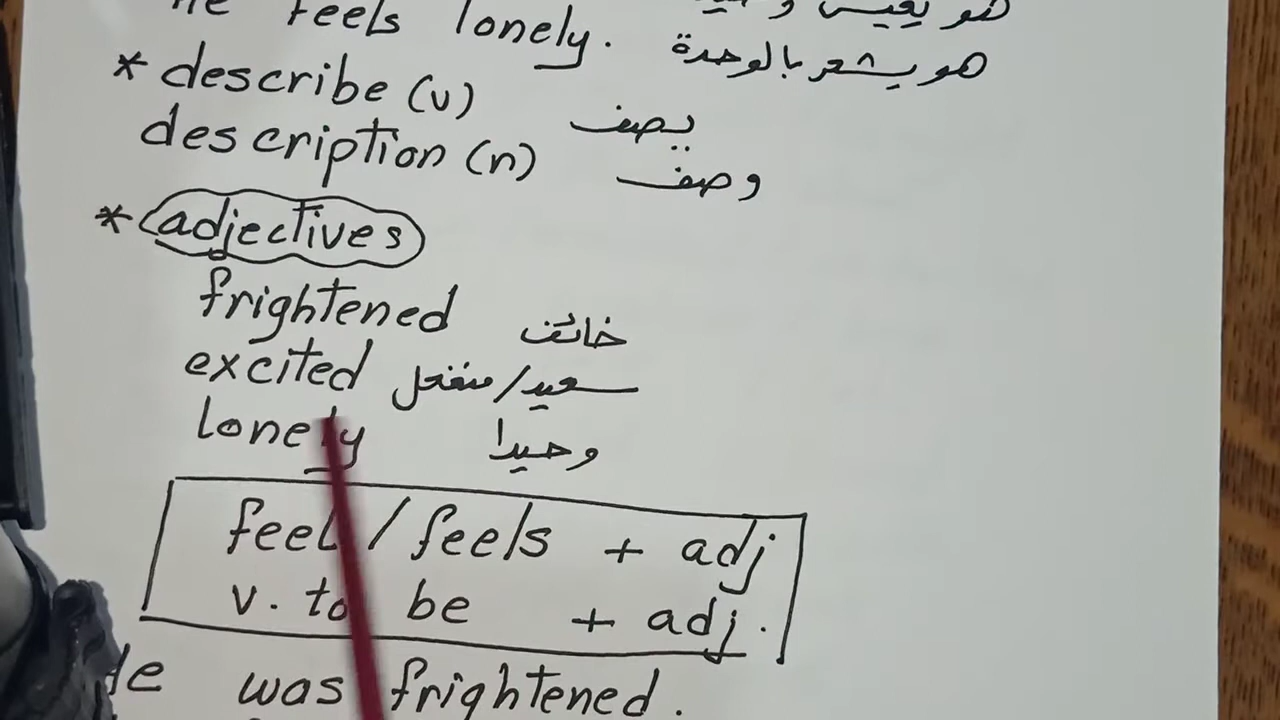 He feels lonely. هو يشعر بالوحدة
* describe (v) يصف
description (n) وصف
* adjectives
frightened خائف
excited سعيد/منفعل
lonely وحيدا
feel / feels + adj
v. to be + adj.
He was frightened.